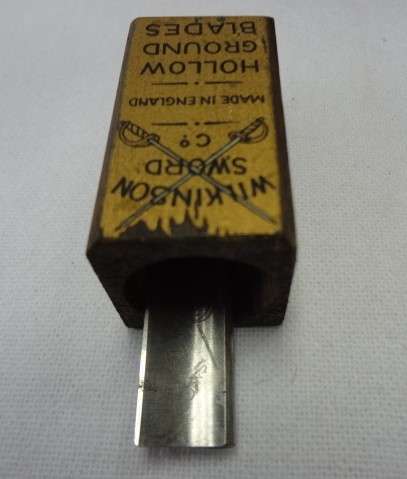 WILKINSON
SWORD
Cº
MADE IN ENGLAND
HOLLOW
GROUND
BLADES